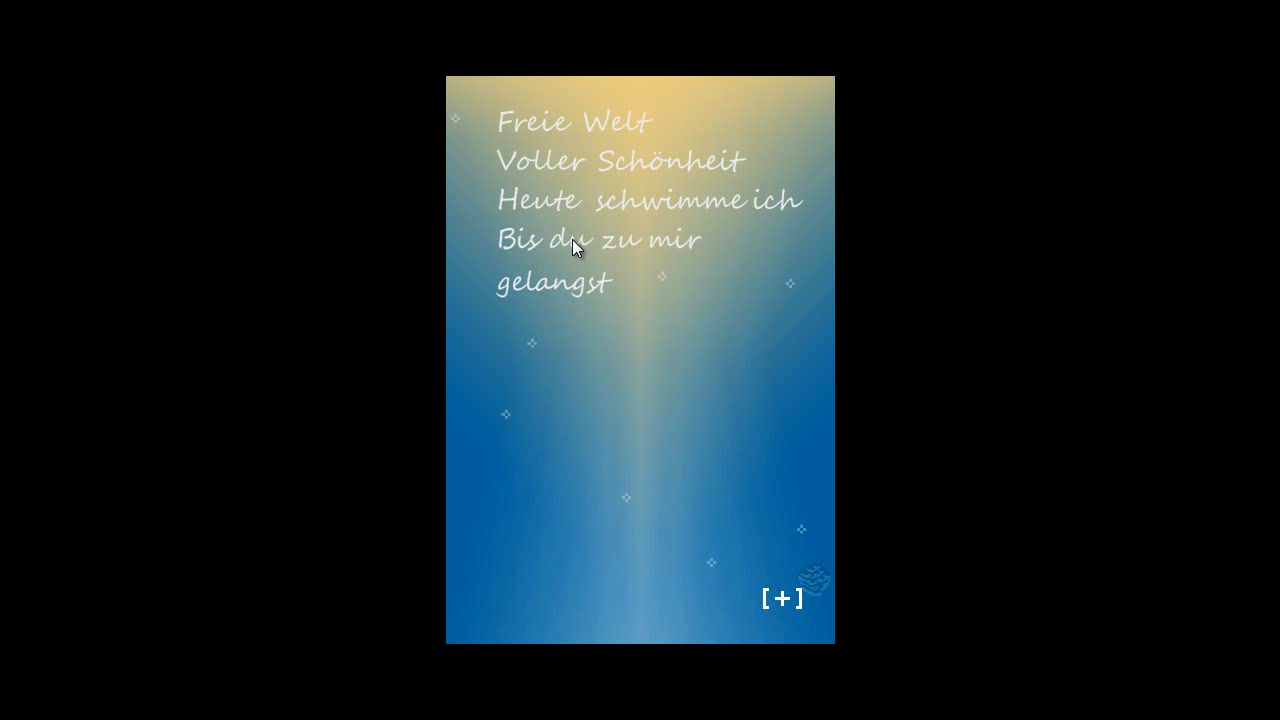 Freie Welt
Voller Schönheit
Heute schwimme ich
Bis du zu mir
gelangst
[+]